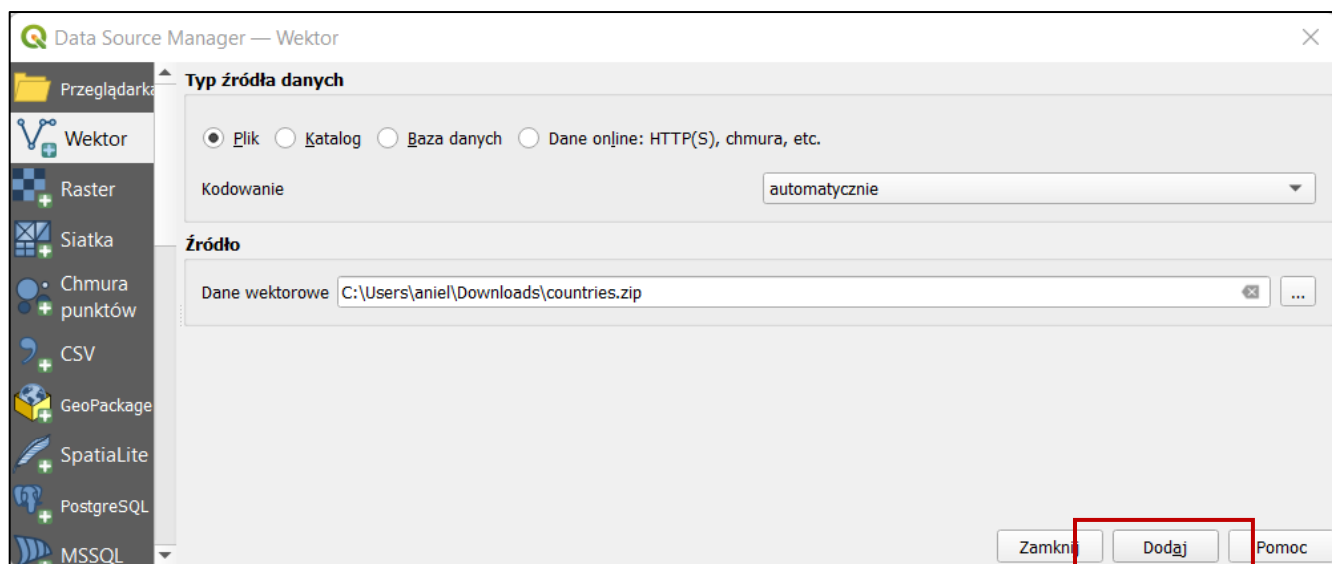 Data Source Manager — Wektor
Przeglądarka
Wektor
Raster
Siatka
Chmura
punktów
CSV
GeoPackage
SpatiaLite
PostgreSQL
MSSQL
Typ źródła danych
Plik Katalog Baza danych Dane online: HTTP(S), chmura, etc.
Kodowanie automatycznie
Źródło
Dane wektorowe C:\Users\aniel\Downloads\countries.zip ...
Zamknij Dodaj Pomoc